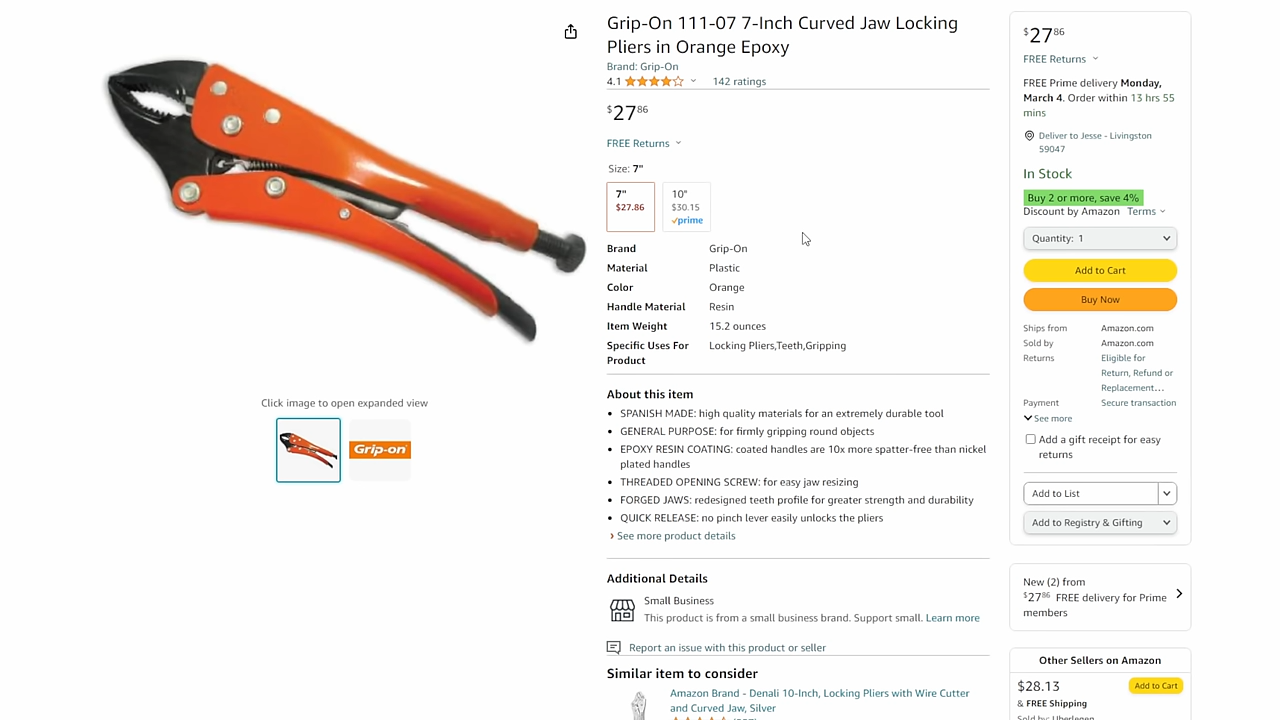 Grip-On 111-07 7-Inch Curved Jaw Locking
Pliers in Orange Epoxy
Brand: Grip-On
4.1 142 ratings
$27 86
FREE Returns
Size: 7"
7" 10"
$27.86 $30.15
prime
Brand Grip-On
Material Plastic
Color Orange
Handle Material Resin
Item Weight 15.2 ounces
Specific Uses For Locking Pliers,Teeth,Gripping
Product
About this item
• SPANISH MADE: high quality materials for an extremely durable tool
• GENERAL PURPOSE: for firmly gripping round objects
• EPOXY RESIN COATING: coated handles are 10x more spatter-free than nickel
plated handles
• THREADED OPENING SCREW: for easy jaw resizing
• FORGED JAWS: redesigned teeth profile for greater strength and durability
• QUICK RELEASE: no pinch lever easily unlocks the pliers
› See more product details
Additional Details
Small Business
This product is from a small business brand. Support small. Learn more
Report an issue with this product or seller
Similar item to consider
Amazon Brand - Denali 10-Inch, Locking Pliers with Wire Cutter
and Curved Jaw, Silver
Click image to open expanded view
Grip-on
$27 86
FREE Returns
FREE Prime delivery Monday,
March 4. Order within 13 hrs 55
mins
Deliver to Jesse - Livingston
59047
In Stock
Buy 2 or more, save 4%
Discount by Amazon Terms
Quantity: 1
Add to Cart
Buy Now
Ships from Amazon.com
Sold by Amazon.com
Returns Eligible for
Return, Refund or
Replacement...
Payment Secure transaction
See more
Add a gift receipt for easy
returns
Add to List
Add to Registry & Gifting
New (2) from
$27 86 FREE delivery for Prime
members
Other Sellers on Amazon
$28.13 Add to Cart
& FREE Shipping